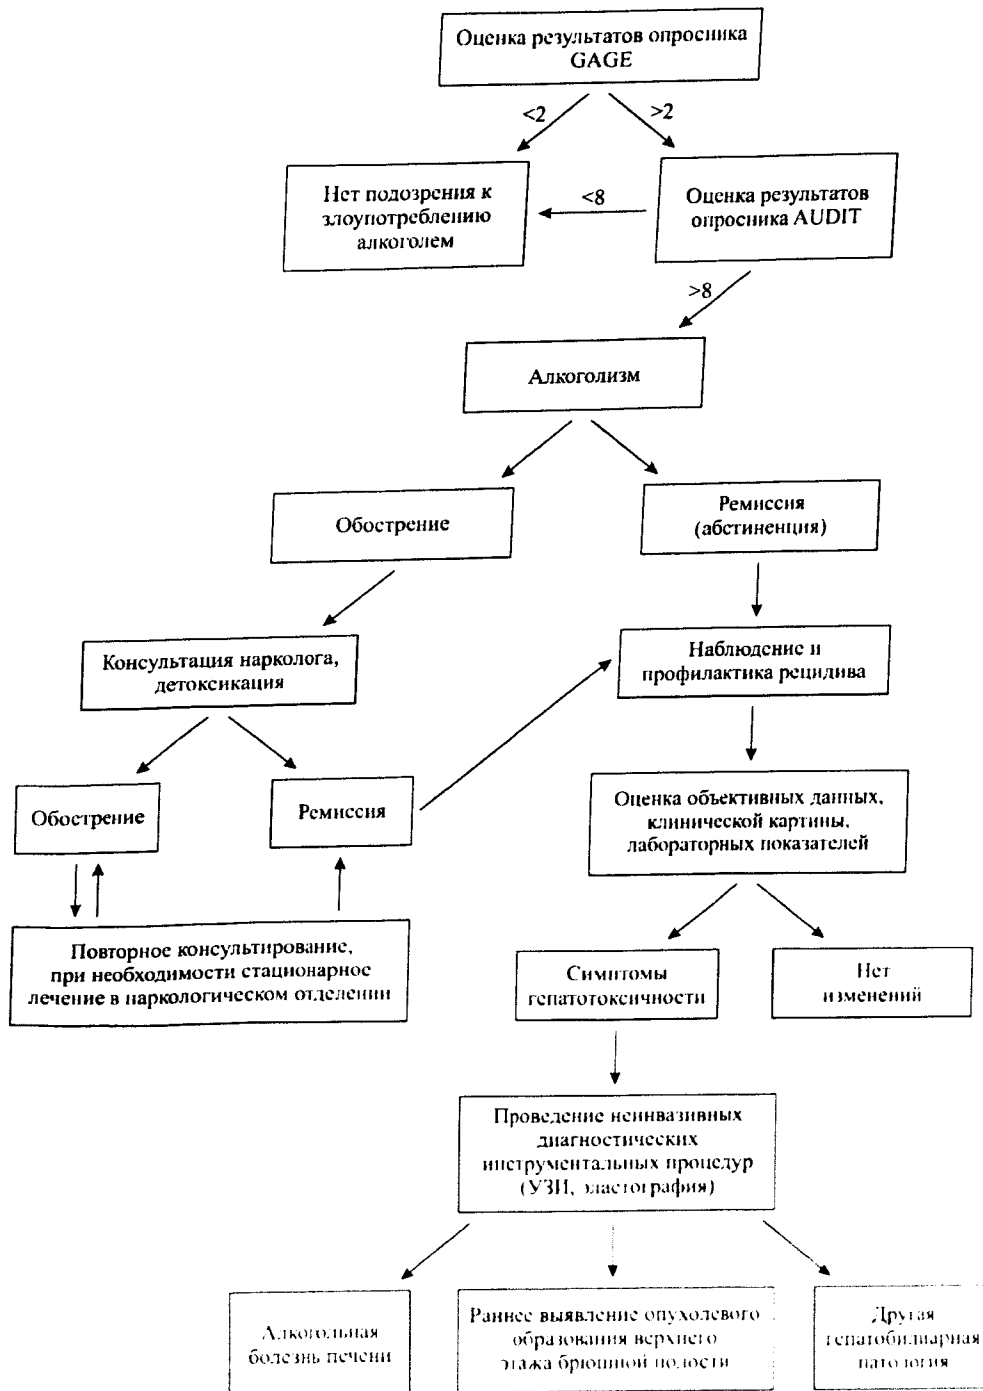 Оценка результатов опросника
GAGE
<2
>2
Нет подозрения к
злоупотреблению
алкоголем
<8
Оценка результатов
опросника AUDIT
>8
Алкоголизм
Обострение
Ремиссия
(абстиненция)
Консультация нарколога,
детоксикация
Наблюдение и
профилактика рецидива
Обострение
Ремиссия
Оценка объективных данных,
клинической картины,
лабораторных показателей
Повторное консультирование,
при необходимости стационарное
лечение в наркологическом отделении
Симптомы
гепатотоксичности
Нет
изменений
Проведение неинвазивных
диагностических
инструментальных процедур
(УЗИ, эластография)
Алкогольная
болезнь печени
Раннее выявление опухолевого
образования верхнего
этажа брюшной полости
Другая
гепатобилиарная
патология